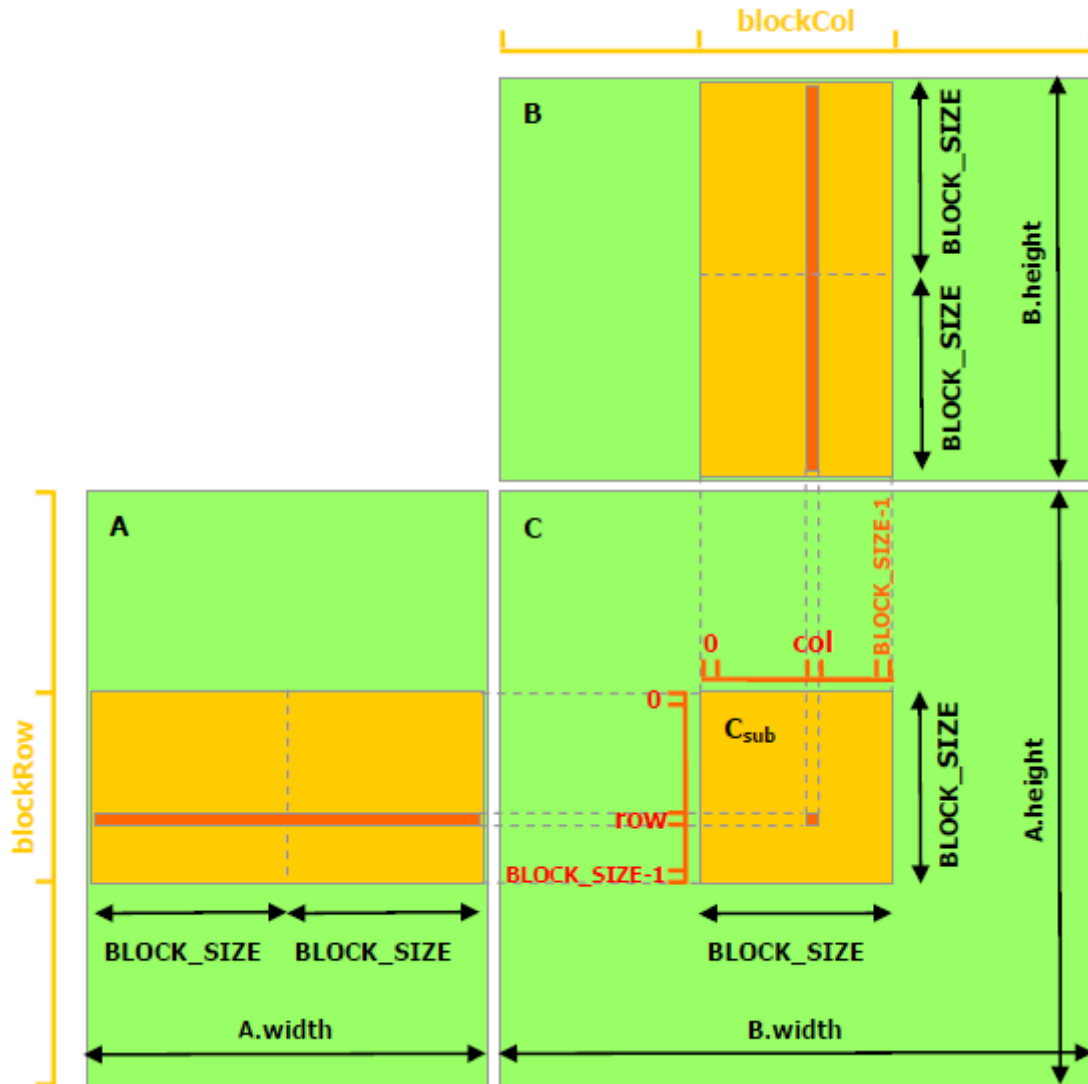 blockCol
B
BLOCK_SIZE
BLOCK_SIZE
B.height
A
C
BLOCK_SIZE-1
0
col
0
C_sub
BLOCK_SIZE
A.height
blockRow
row
BLOCK_SIZE-1
BLOCK_SIZE
BLOCK_SIZE
BLOCK_SIZE
A.width
B.width